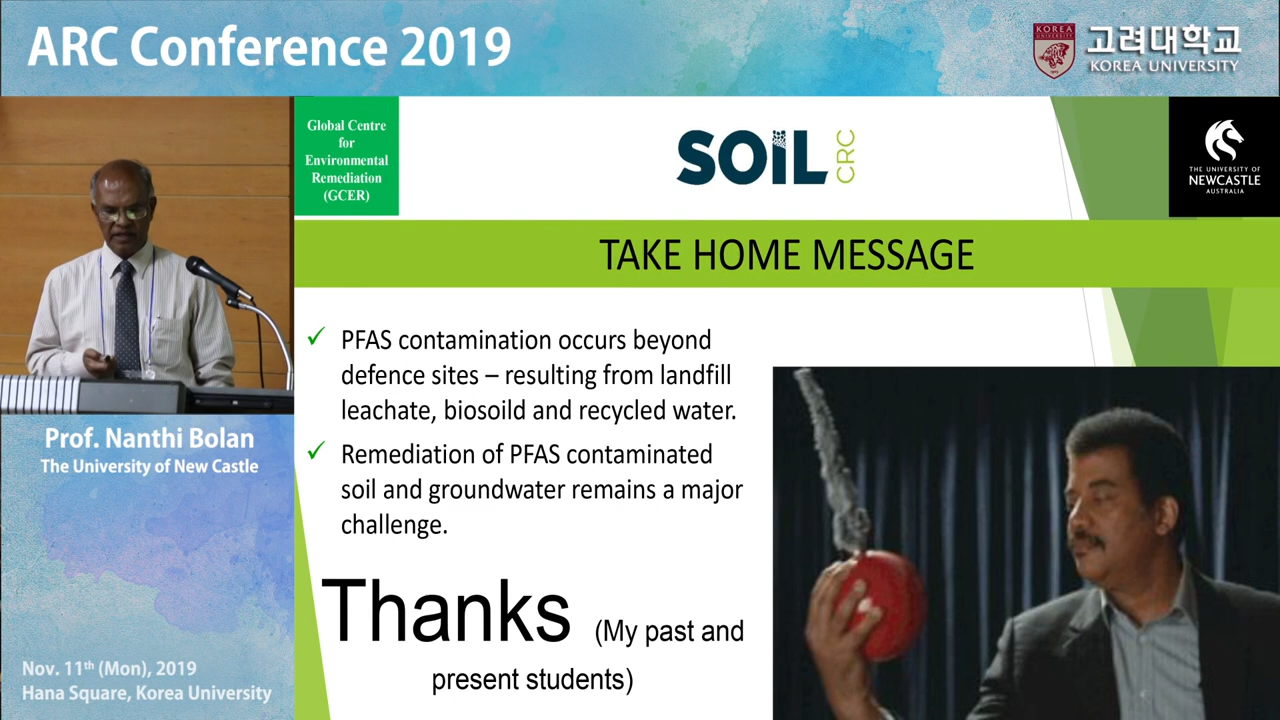 ARC Conference 2019
KOREA
UNIVERSITY
고려대학교
KOREA UNIVERSITY
Global Centre
for
Environmental
Remediation
(GCER)
SOIL CRC
THE UNIVERSITY OF
NEWCASTLE
AUSTRALIA
TAKE HOME MESSAGE
✓ PFAS contamination occurs beyond
defence sites – resulting from landfill
leachate, biosoild and recycled water.
✓ Remediation of PFAS contaminated
soil and groundwater remains a major
challenge.
Thanks (My past and
present students)
Prof. Nanthi Bolan
The University of New Castle
Nov. 11th (Mon), 2019
Hana Square, Korea University